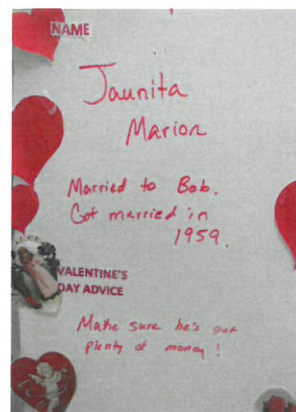 NAME
Jaunita
Marion
Married to Bob.
Got married in
1959.
VALENTINE'S
DAY ADVICE
Make sure he's got
plenty of money!